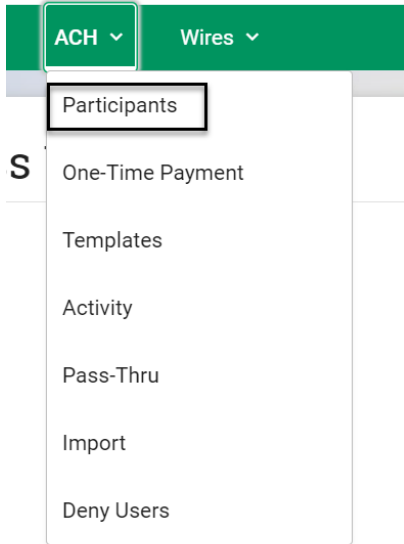 ACH Wires
Participants
s
One-Time Payment
Templates
Activity
Pass-Thru
Import
Deny Users